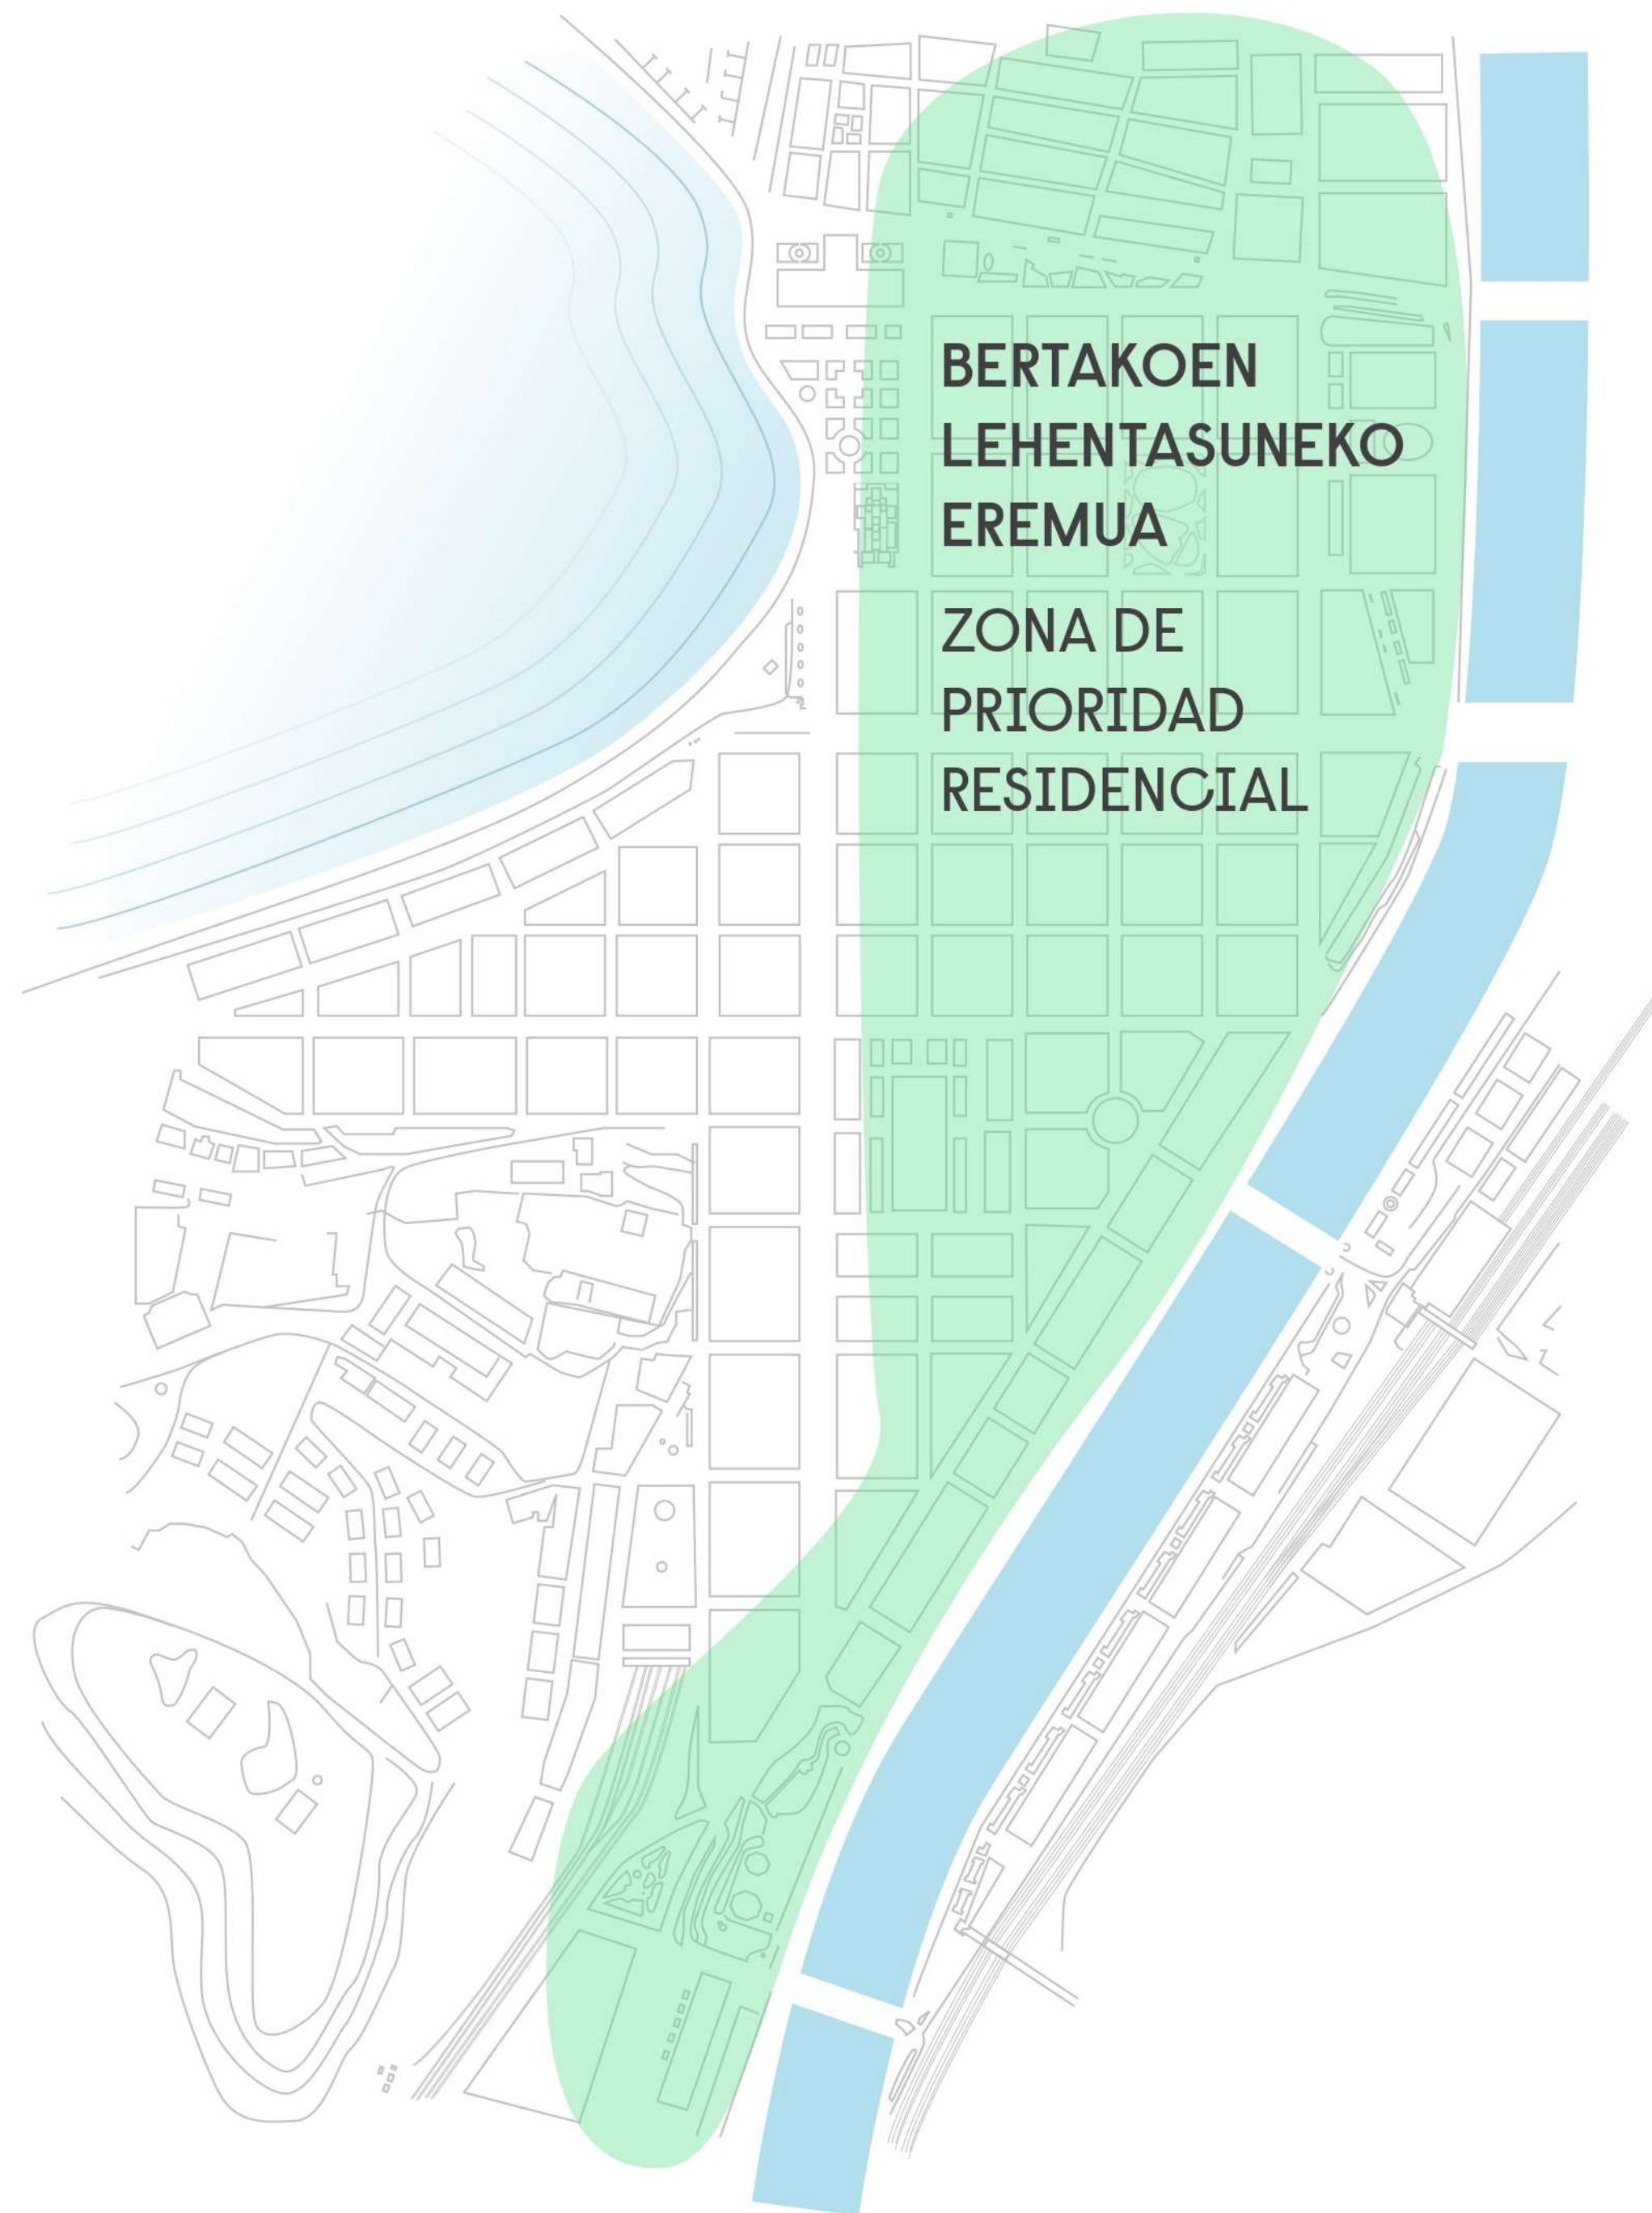 BERTAKOEN
LEHENTASUNEKO
EREMUA
ZONA DE
PRIORIDAD
RESIDENCIAL